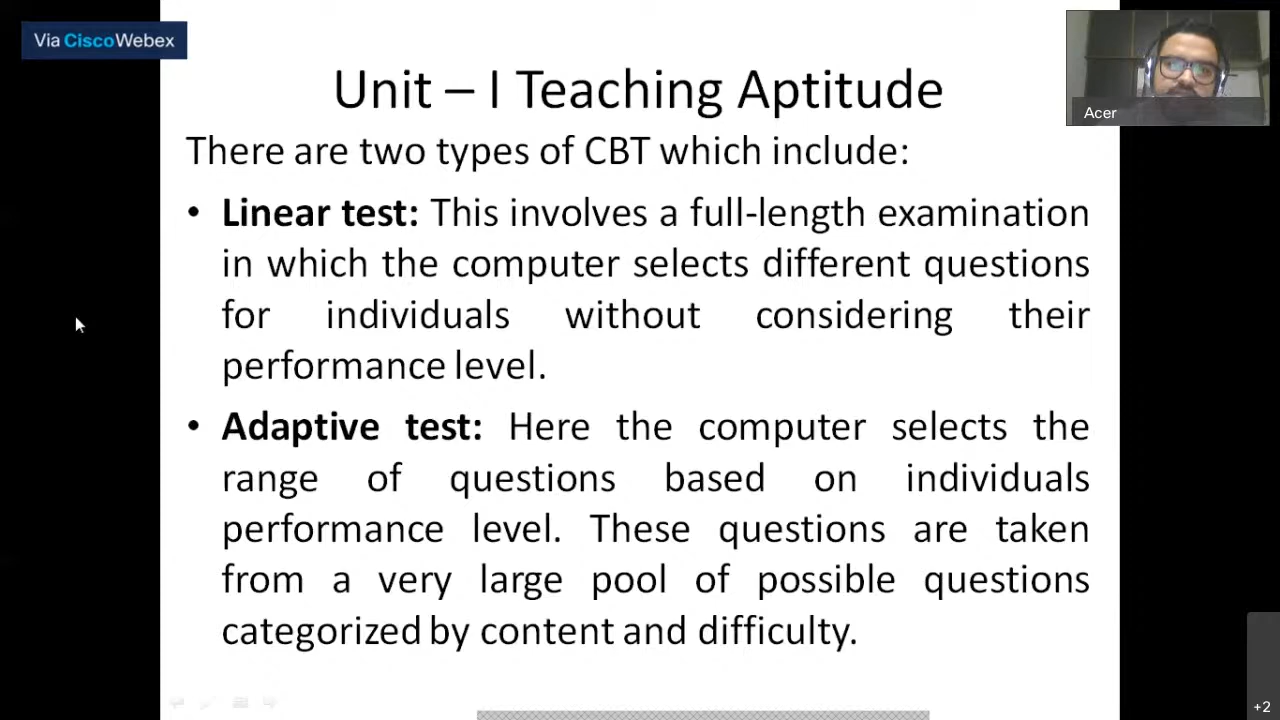 Via CiscoWebex
Acer
Unit – I Teaching Aptitude
There are two types of CBT which include:
• Linear test: This involves a full-length examination
in which the computer selects different questions
for individuals without considering their
performance level.
• Adaptive test: Here the computer selects the
range of questions based on individuals
performance level. These questions are taken
from a very large pool of possible questions
categorized by content and difficulty.
+2